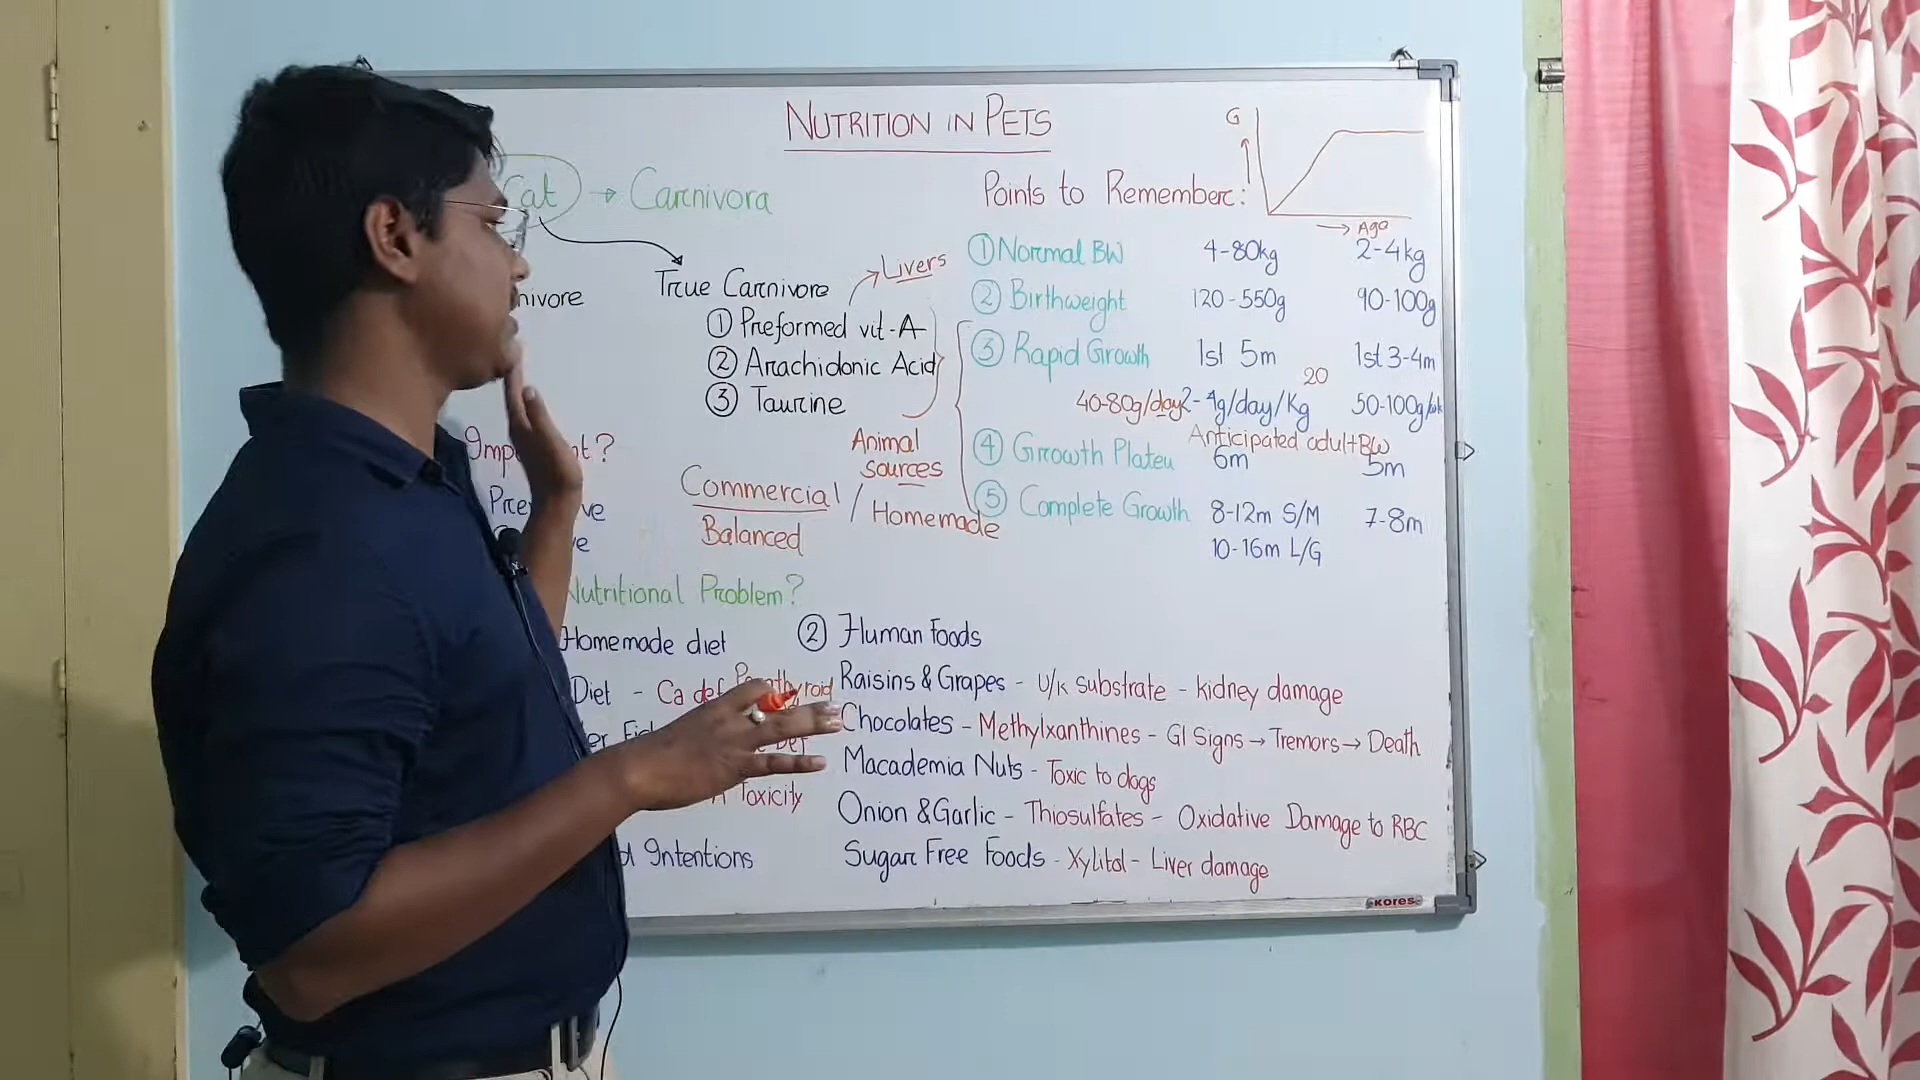 NUTRITION IN PETS
G
Age
Cat → Carnivora
Points to Remember:
True Carnivore
→ Livers
① Preformed vit-A
② Arachidonic Acid
③ Taurine
Animal
sources
Commercial / Homemade
Balanced
① Normal BW 4-80kg 2-4kg
② Birthweight 120-550g 90-100g
③ Rapid Growth 1st 5m 1st 3-4m
20
40-80g/day 2-4g/day/Kg 50-100g/wk
Anticipated adult BW
④ Growth Plateu 6m 5m
⑤ Complete Growth 8-12m S/M 7-8m
10-16m L/G
Nutritional Problem?
Homemade diet
Diet - Ca def
Toxicity
Intentions
② Human Foods
Raisins & Grapes - U/k substrate - kidney damage
Chocolates - Methylxanthines - GI Signs → Tremors → Death
Macademia Nuts - Toxic to dogs
Onion & Garlic - Thiosulfates - Oxidative Damage to RBC
Sugar Free Foods - Xylitol - Liver damage
KORES